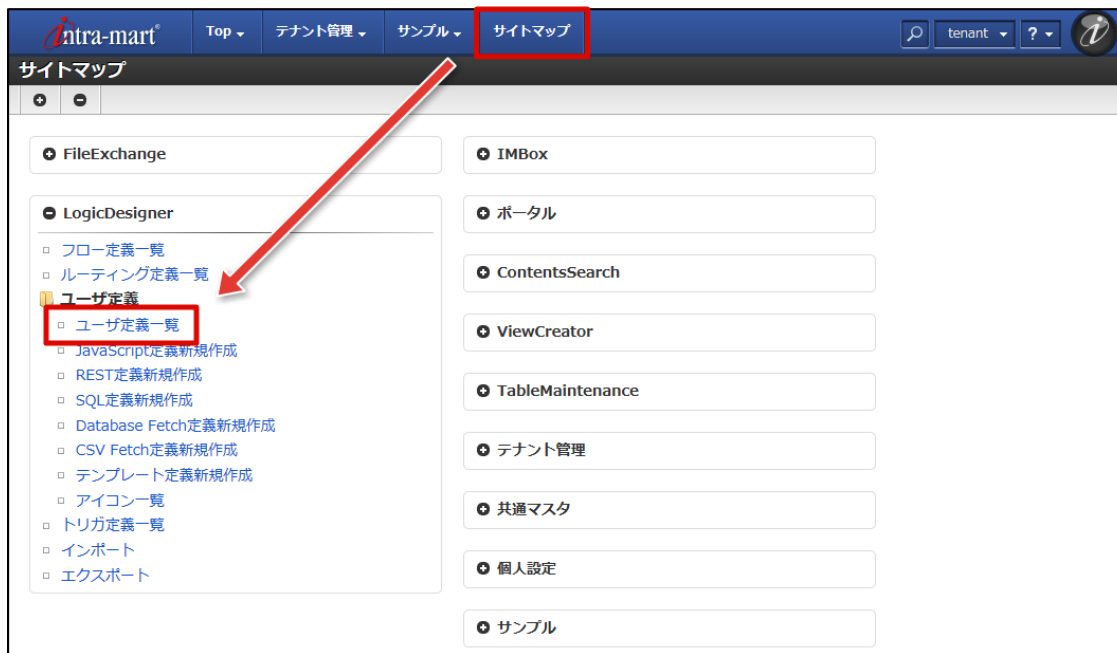 intra-mart® Top テナント管理 サンプル サイトマップ tenant ?
サイトマップ
FileExchange
LogicDesigner
フロー定義一覧
ルーティング定義一覧
ユーザ定義
ユーザ定義一覧
JavaScript定義新規作成
REST定義新規作成
SQL定義新規作成
Database Fetch定義新規作成
CSV Fetch定義新規作成
テンプレート定義新規作成
アイコン一覧
トリガ定義一覧
インポート
エクスポート
IMBox
ポータル
ContentsSearch
ViewCreator
TableMaintenance
テナント管理
共通マスタ
個人設定
サンプル